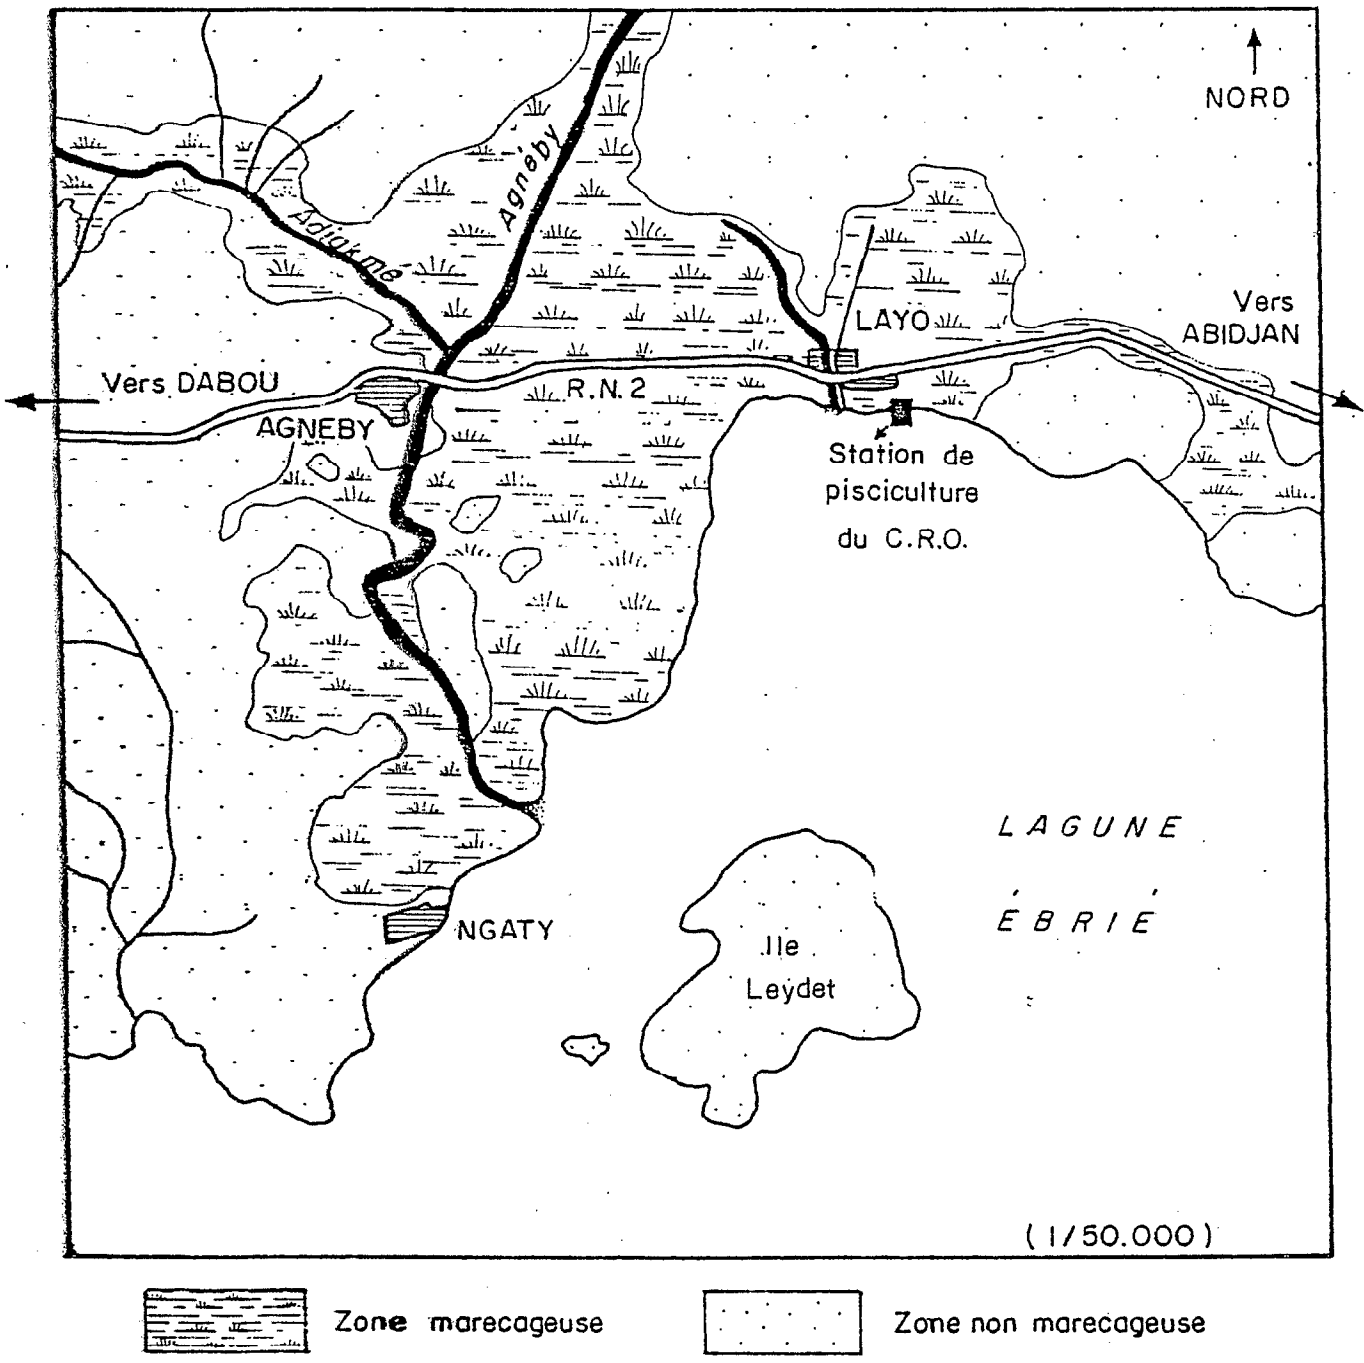 NORD
Agnéby
Adiakmé
Vers
ABIDJAN
LAYO
Vers DABOU
R.N.2
AGNEBY
Station de
pisciculture
du C.R.O.
LAGUNE
ÉBRIÉ
NGATY
Ile
Leydet
(1/50.000)
Zone marecageuse
Zone non marecageuse